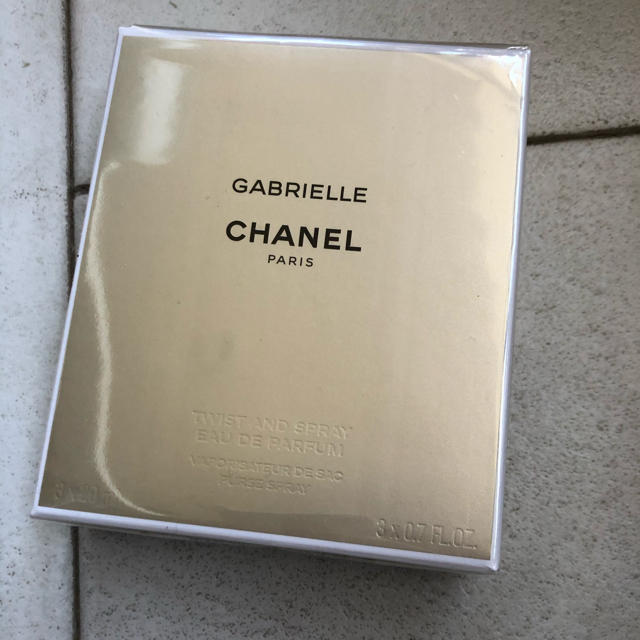 GABRIELLE
CHANEL
PARIS
TWIST AND SPRAY
EAU DE PARFUM
VAPORISATEUR DE SAC
PURSE SPRAY
3 x 0.7 FL.OZ.